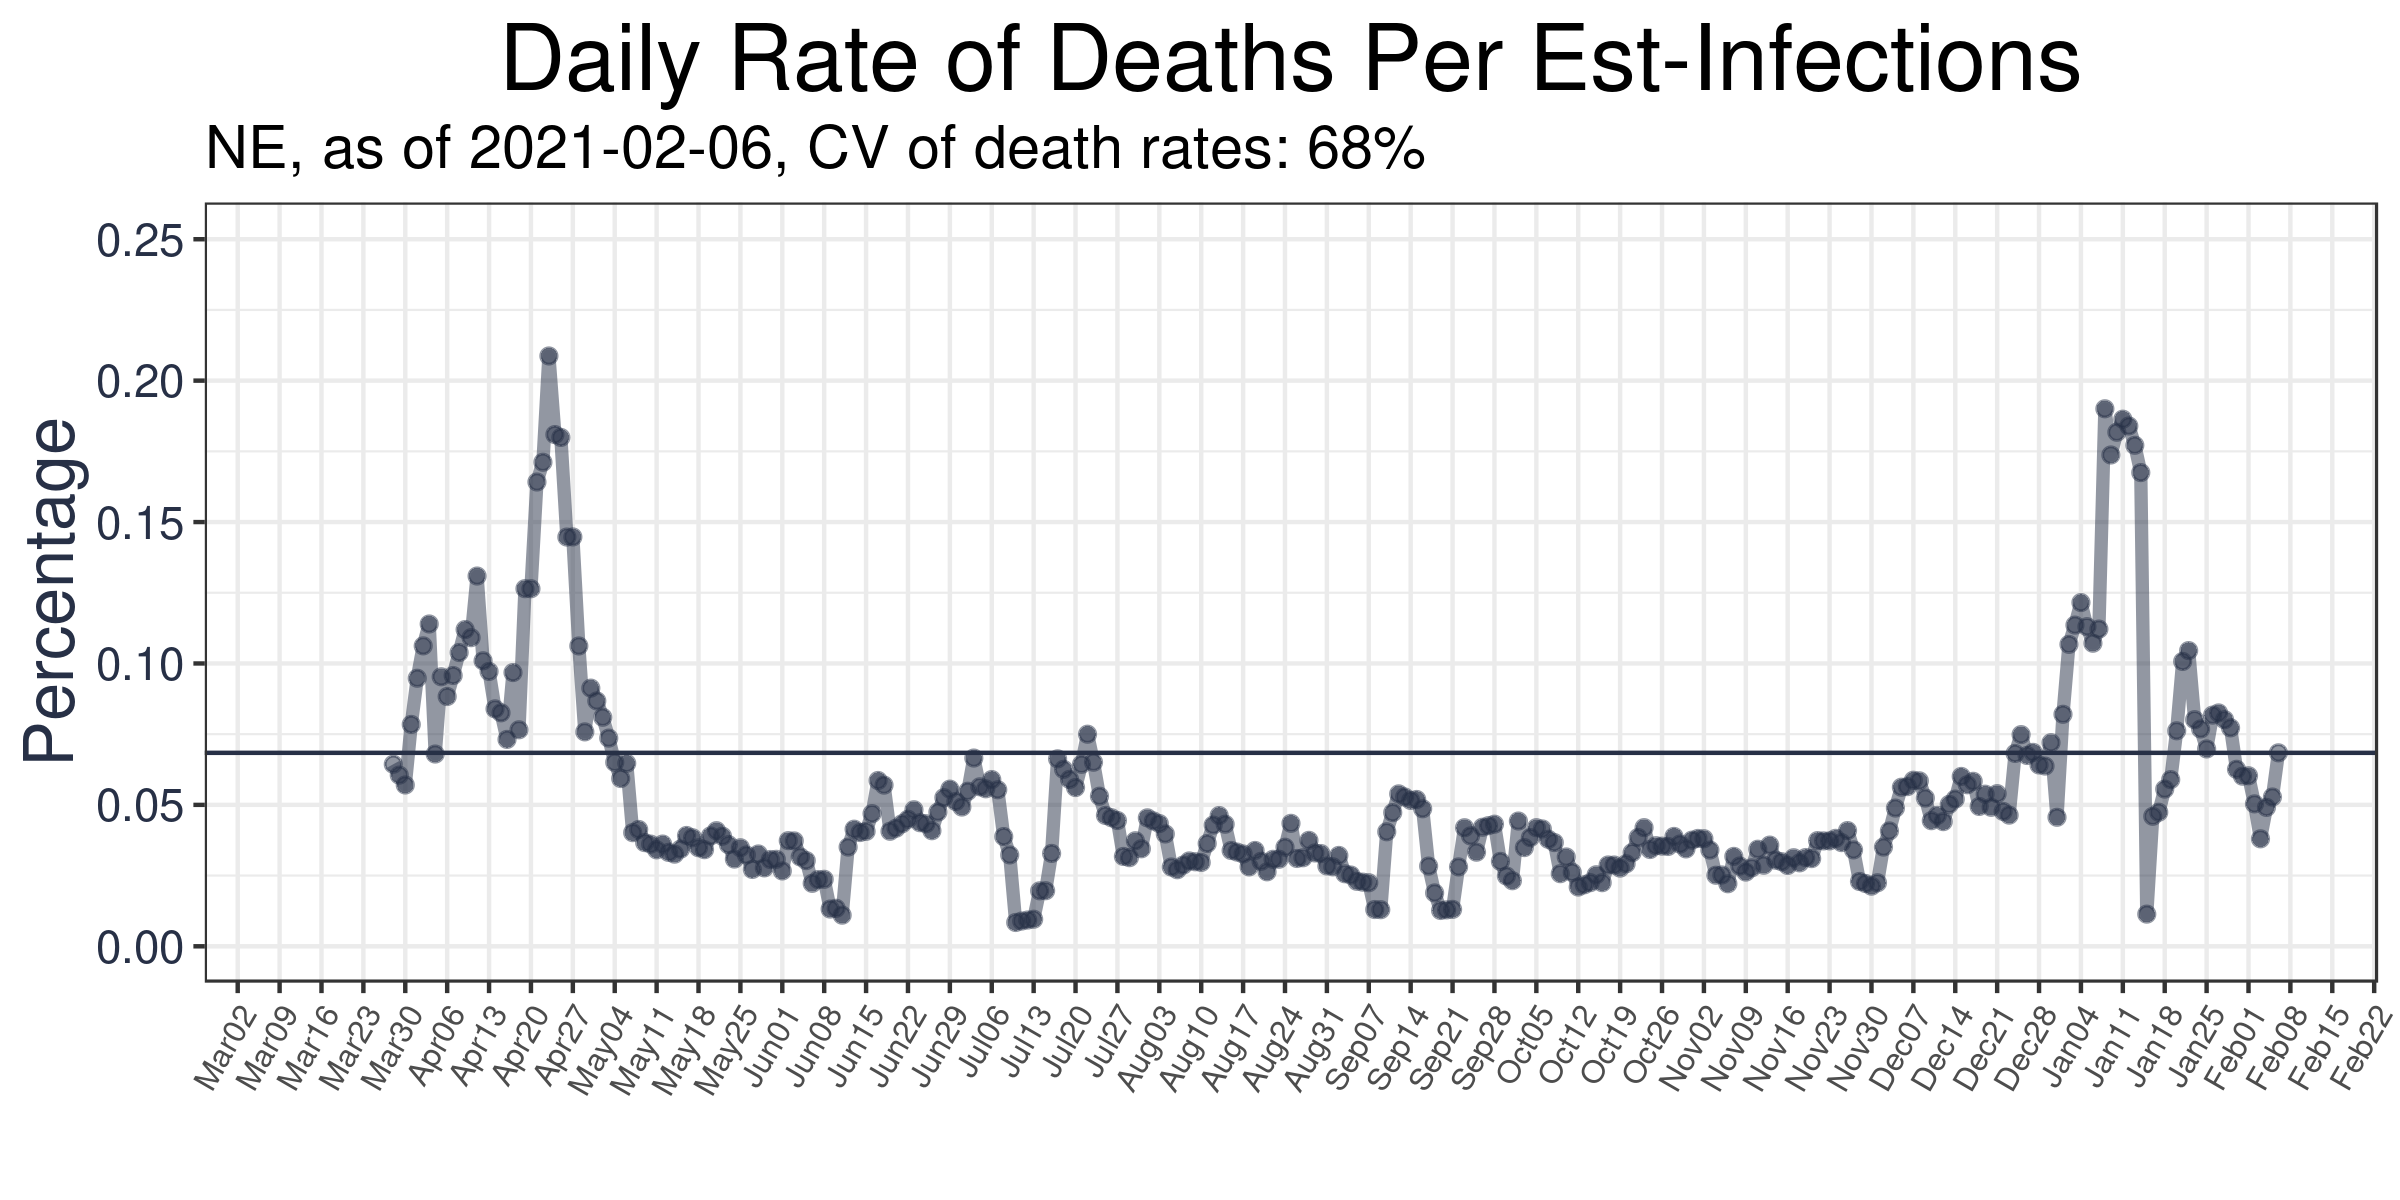 Daily Rate of Deaths Per Est-Infections
NE, as of 2021-02-06, CV of death rates: 68%
Percentage
0.25
0.20
0.15
0.10
0.05
0.00
Mar02
Mar09
Mar16
Mar23
Mar30
Apr06
Apr13
Apr20
Apr27
May04
May11
May18
May25
Jun01
Jun08
Jun15
Jun22
Jun29
Jul06
Jul13
Jul20
Jul27
Aug03
Aug10
Aug17
Aug24
Aug31
Sep07
Sep14
Sep21
Sep28
Oct05
Oct12
Oct19
Oct26
Nov02
Nov09
Nov16
Nov23
Nov30
Dec07
Dec14
Dec21
Dec28
Jan04
Jan11
Jan18
Jan25
Feb01
Feb08
Feb15
Feb22